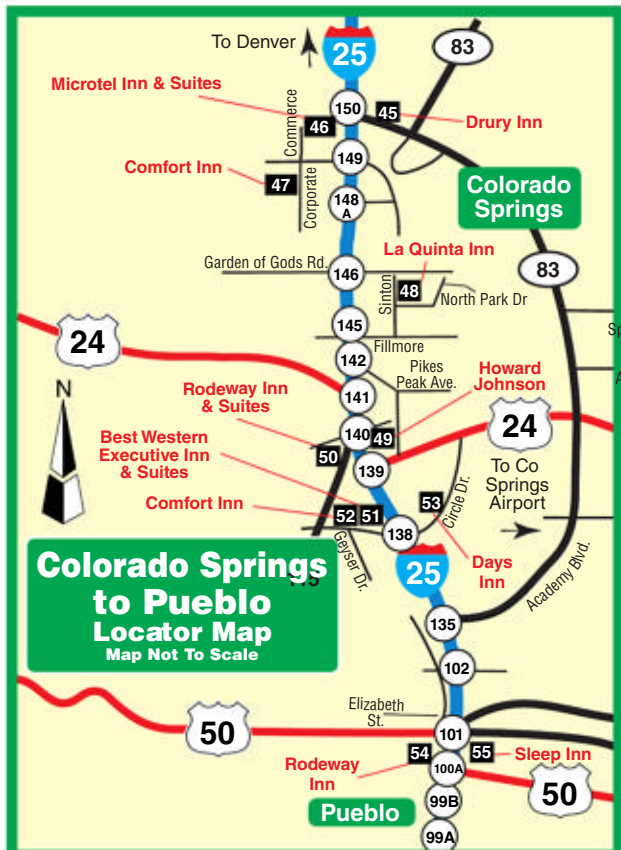 To Denver
25
83
Microtel Inn & Suites
150
45
46
Drury Inn
Commerce
149
Comfort Inn
47
Corporate
148
A
Colorado
Springs
La Quinta Inn
Garden of Gods Rd.
146
83
48
Sinton
North Park Dr
145
Fillmore
24
142
Pikes
Peak Ave.
Howard
Johnson
141
N
Rodeway Inn
& Suites
140
49
24
50
Best Western
Executive Inn
& Suites
139
To Co
Springs
Airport
Comfort Inn
52
51
53
Circle Dr.
138
Geyser Dr.
Days
Inn
25
Academy Blvd.
Colorado Springs
to Pueblo
Locator Map
Map Not To Scale
135
102
Elizabeth
St.
50
101
54
55
Sleep Inn
Rodeway
Inn
100A
50
Pueblo
99B
99A